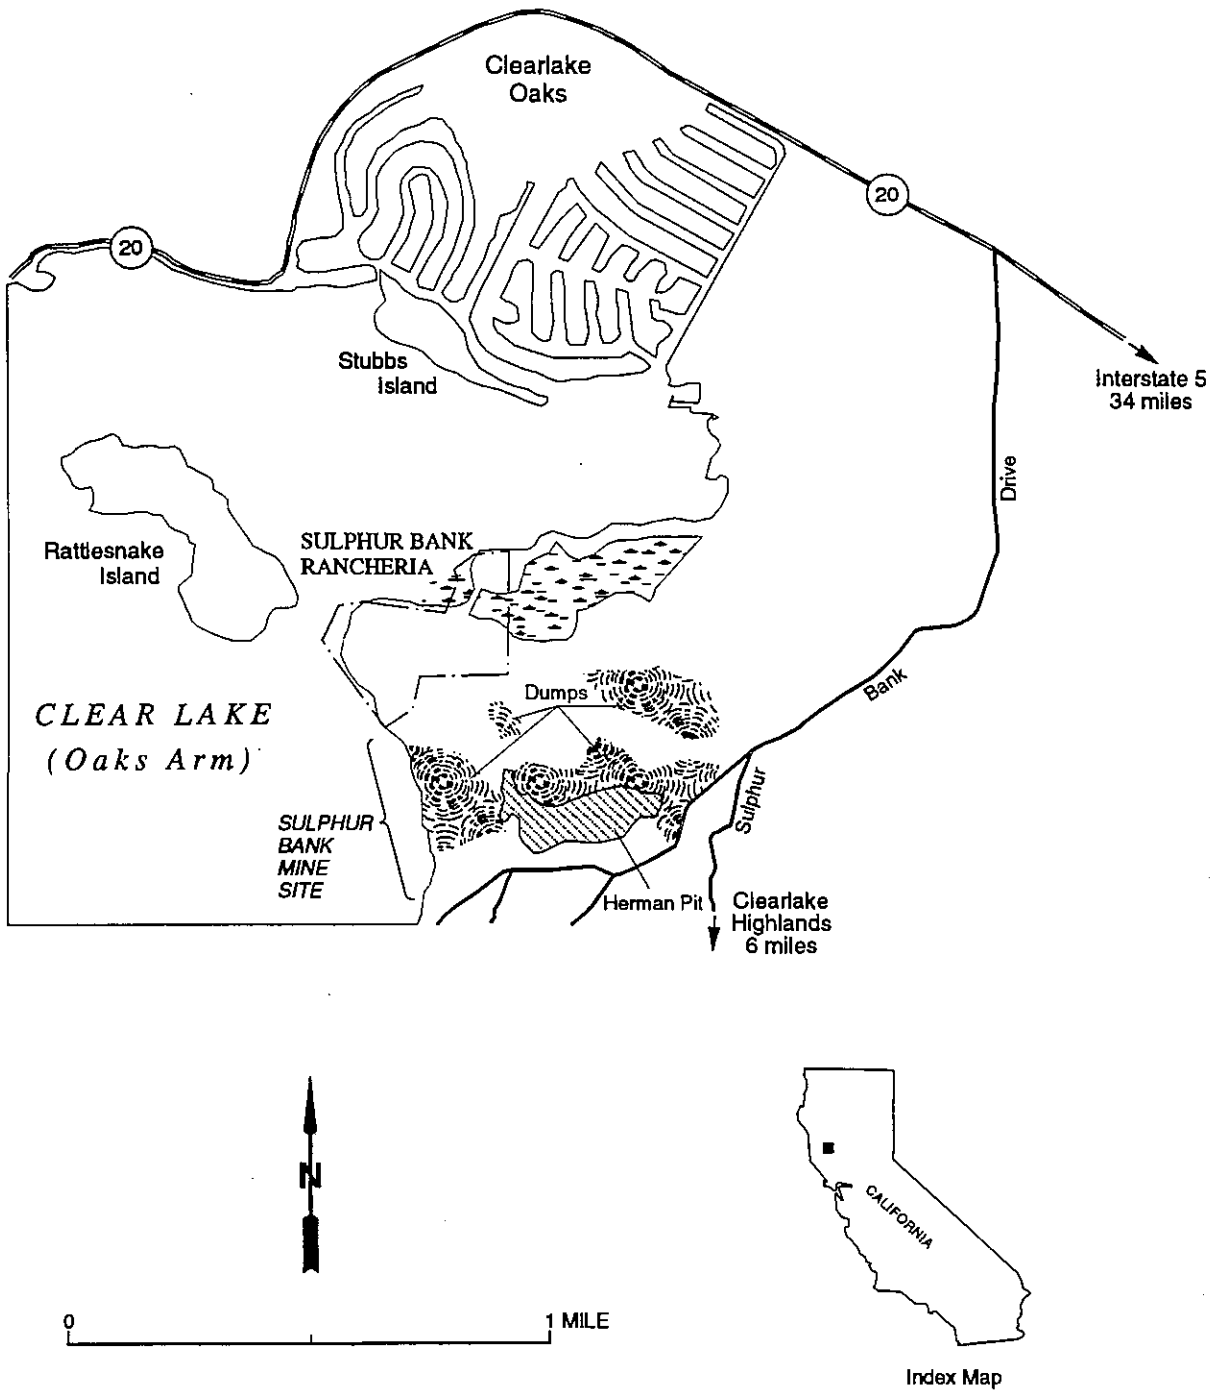 Clearlake
Oaks
20
20
Stubbs
Island
Interstate 5
34 miles
Drive
Rattlesnake
Island
SULPHUR BANK
RANCHERIA
Bank
Dumps
CLEAR LAKE
(Oaks Arm)
Sulphur
SULPHUR
BANK
MINE
SITE
Herman Pit
Clearlake
Highlands
6 miles
N
CALIFORNIA
0
1 MILE
Index Map